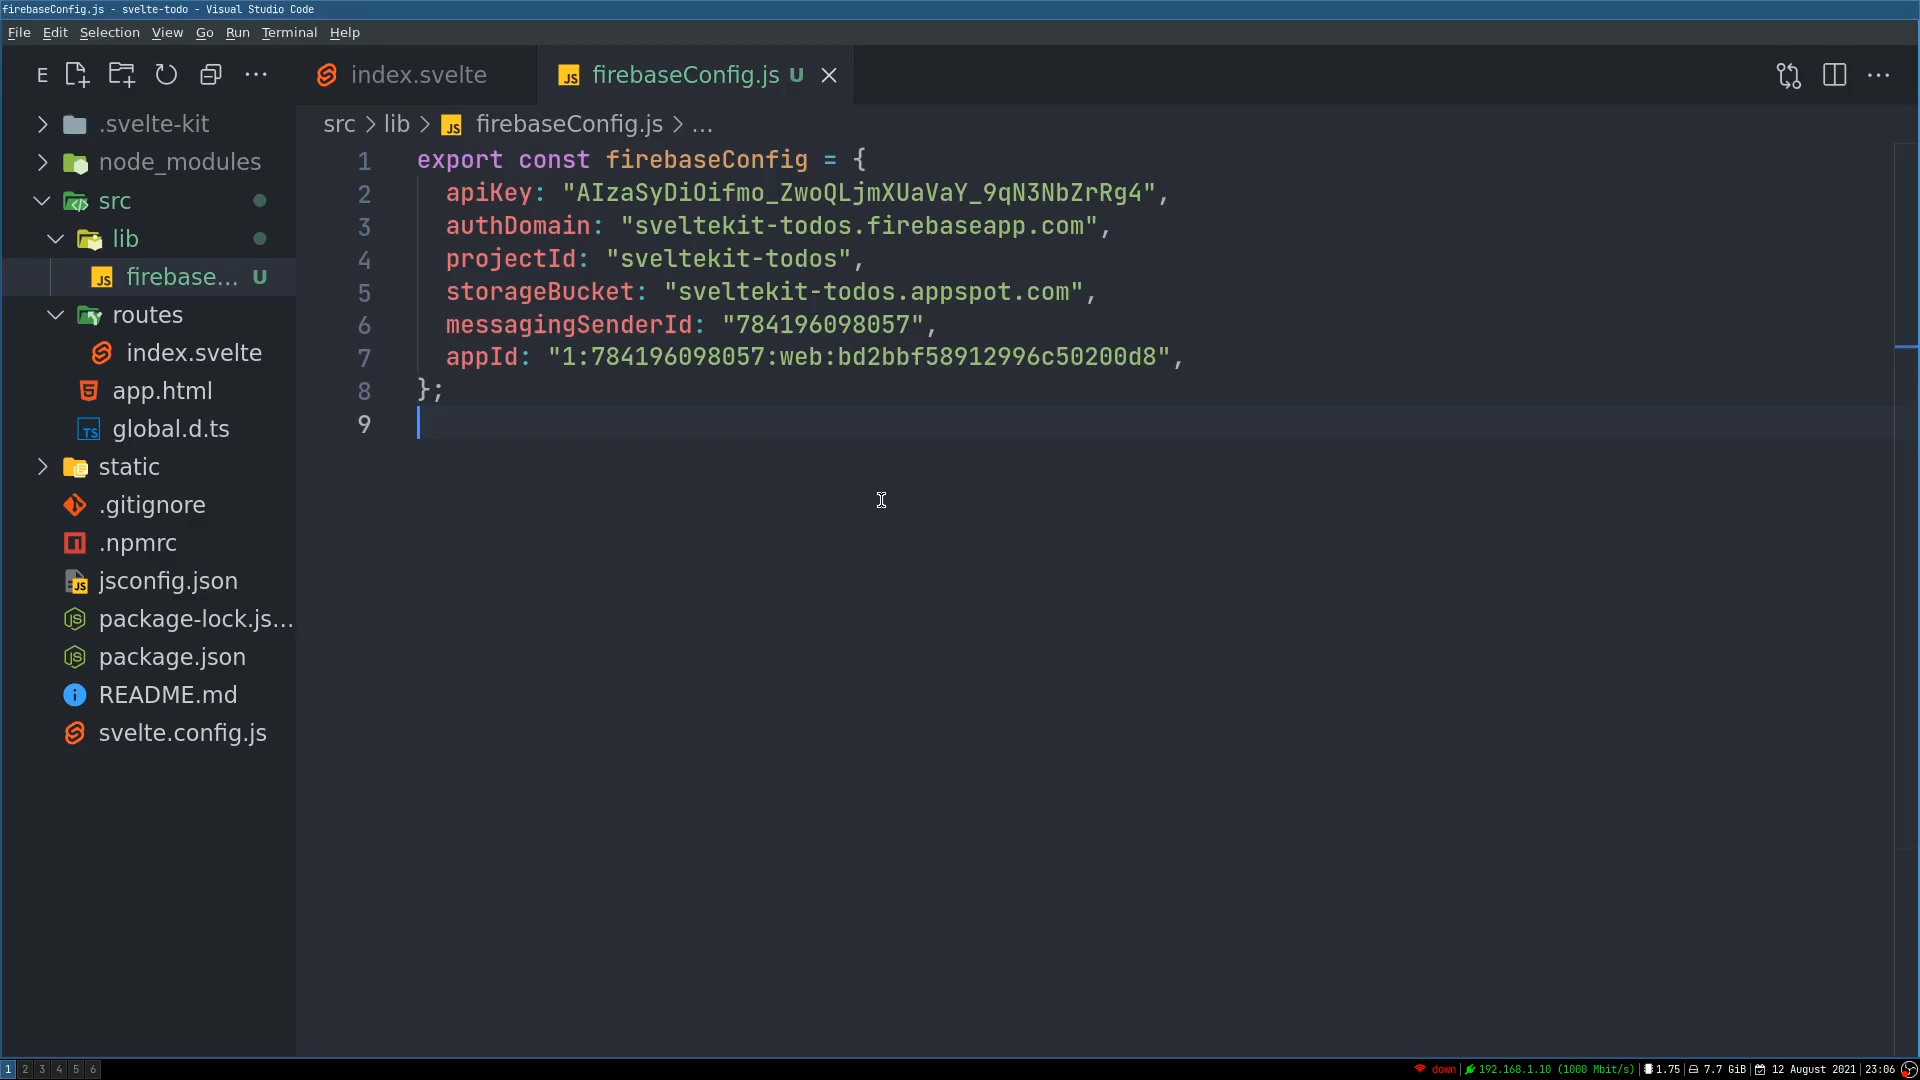 firebaseConfig.js - svelte-todo - Visual Studio Code
File Edit Selection View Go Run Terminal Help
E
index.svelte
firebaseConfig.js U
src > lib > JS firebaseConfig.js > ...
.svelte-kit
node_modules
src
lib
JS firebase... U
routes
index.svelte
app.html
TS global.d.ts
static
.gitignore
.npmrc
jsconfig.json
package-lock.js...
package.json
README.md
svelte.config.js
1 export const firebaseConfig = {
2 apiKey: "AIzaSyDiOifmo_ZwoQLjmXUaVaY_9qN3NbZrRg4",
3 authDomain: "sveltekit-todos.firebaseapp.com",
4 projectId: "sveltekit-todos",
5 storageBucket: "sveltekit-todos.appspot.com",
6 messagingSenderId: "784196098057",
7 appId: "1:784196098057:web:bd2bbf58912996c50200d8",
8 };
9
1 2 3 4 5 6
down | 192.168.1.10 (1000 Mbit/s) | 1.75 | 7.7 GiB | 12 August 2021 | 23:06